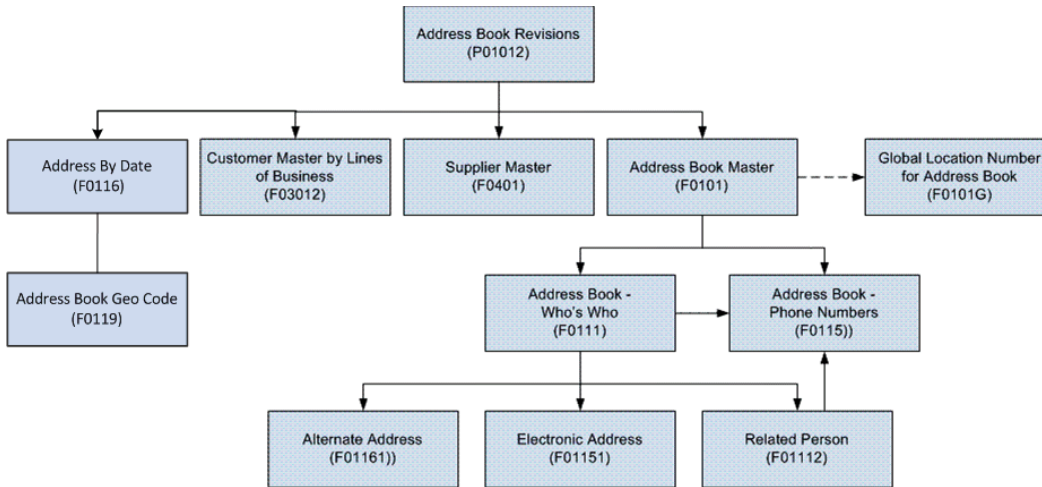 Address Book Revisions
(P01012)
Address By Date
(F0116)
Customer Master by Lines
of Business
(F03012)
Supplier Master
(F0401)
Address Book Master
(F0101)
Global Location Number
for Address Book
(F0101G)
Address Book Geo Code
(F0119)
Address Book -
Who's Who
(F0111)
Address Book -
Phone Numbers
(F0115))
Alternate Address
(F01161))
Electronic Address
(F01151)
Related Person
(F01112)